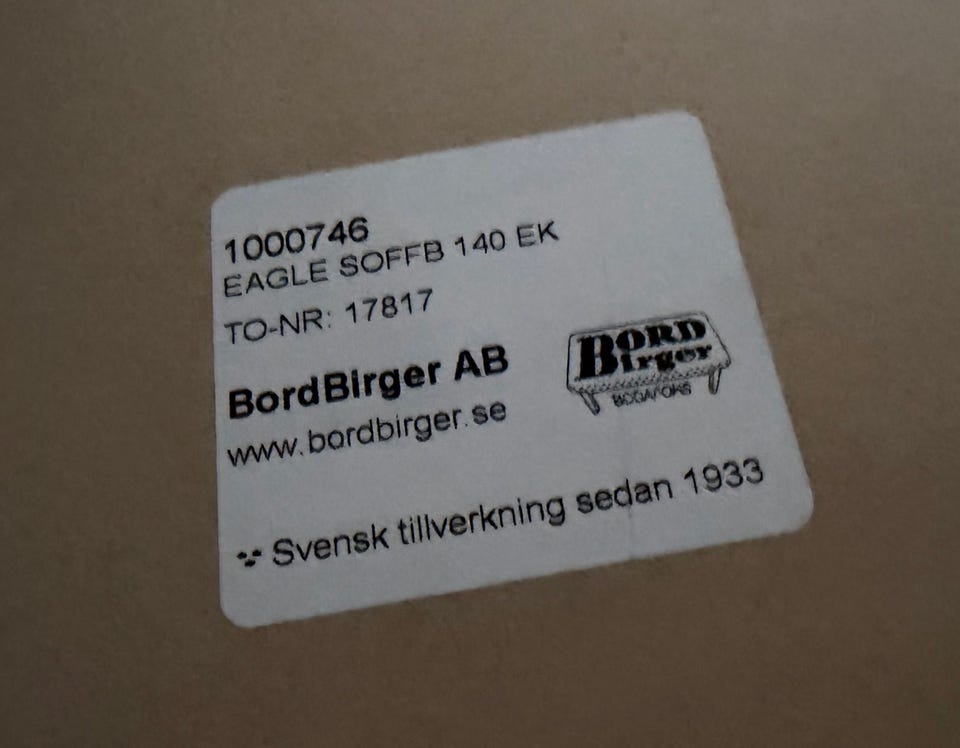 1000746
EAGLE SOFFB 140 EK
TO-NR: 17817
BordBirger AB
www.bordbirger.se
BORD
Birger
BODAFORS
Svensk tillverkning sedan 1933